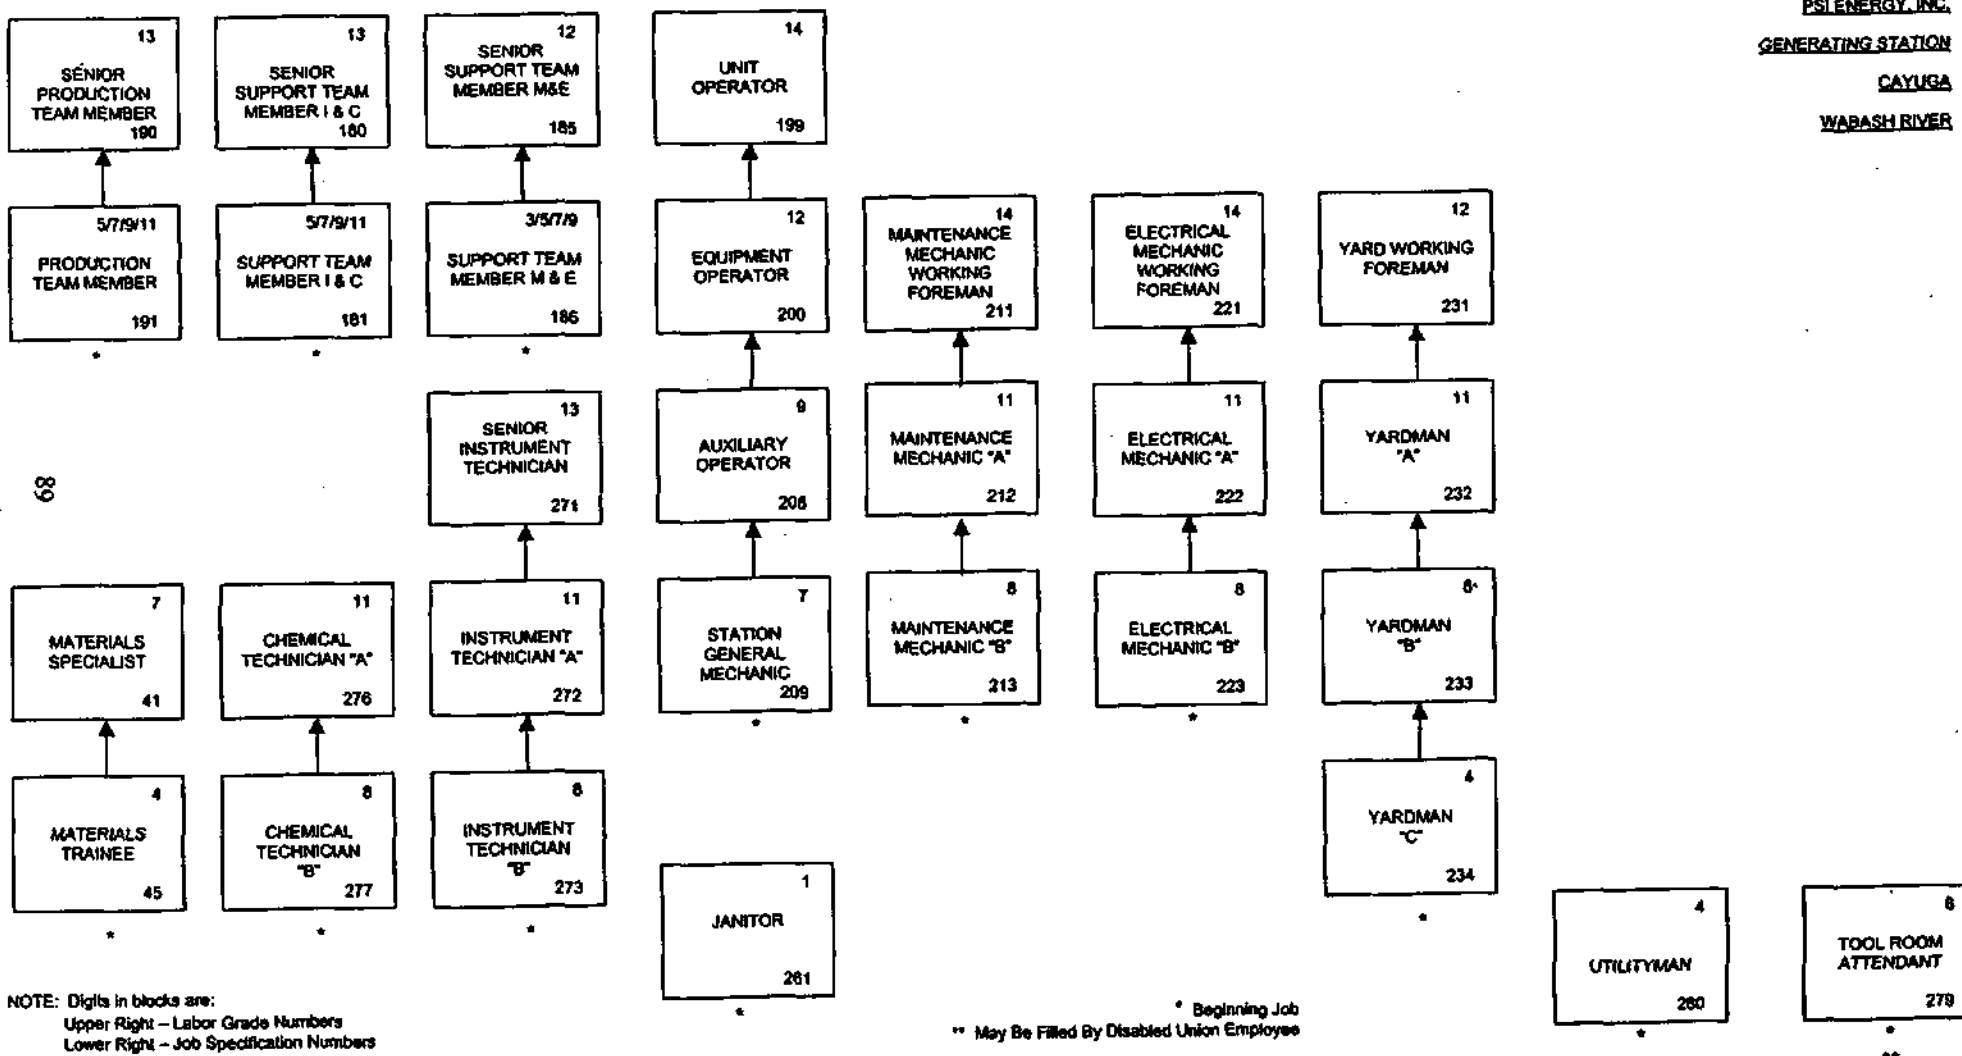 PSI ENERGY, INC.
GENERATING STATION
CAYUGA
WABASH RIVER
13
SENIOR
PRODUCTION
TEAM MEMBER
190
13
SENIOR
SUPPORT TEAM
MEMBER I & C
180
12
SENIOR
SUPPORT TEAM
MEMBER M&E
185
14
UNIT
OPERATOR
199
5/7/9/11
PRODUCTION
TEAM MEMBER
191
*
5/7/9/11
SUPPORT TEAM
MEMBER I & C
181
*
3/5/7/9
SUPPORT TEAM
MEMBER M & E
186
*
12
EQUIPMENT
OPERATOR
200
14
MAINTENANCE
MECHANIC
WORKING
FOREMAN
211
14
ELECTRICAL
MECHANIC
WORKING
FOREMAN
221
12
YARD WORKING
FOREMAN
231
13
SENIOR
INSTRUMENT
TECHNICIAN
271
9
AUXILIARY
OPERATOR
11
MAINTENANCE
MECHANIC "A"
212
11
ELECTRICAL
MECHANIC "A"
222
11
YARDMAN
"A"
232
89
7
MATERIALS
SPECIALIST
41
11
CHEMICAL
TECHNICIAN "A"
276
11
INSTRUMENT
TECHNICIAN "A"
272
7
STATION
GENERAL
MECHANIC
209
*
8
MAINTENANCE
MECHANIC "B"
213
*
8
ELECTRICAL
MECHANIC "B"
223
*
YARDMAN
"B"
233
4
MATERIALS
TRAINEE
45
*
8
CHEMICAL
TECHNICIAN
"B"
277
*
8
INSTRUMENT
TECHNICIAN
"B"
273
*
4
YARDMAN
"C"
234
*
1
JANITOR
261
*
4
UTILITYMAN
260
*
6
TOOL ROOM
ATTENDANT
279
*
**
NOTE: Digits in blocks are:
Upper Right – Labor Grade Numbers
Lower Right – Job Specification Numbers
* Beginning Job
** May Be Filled By Disabled Union Employee